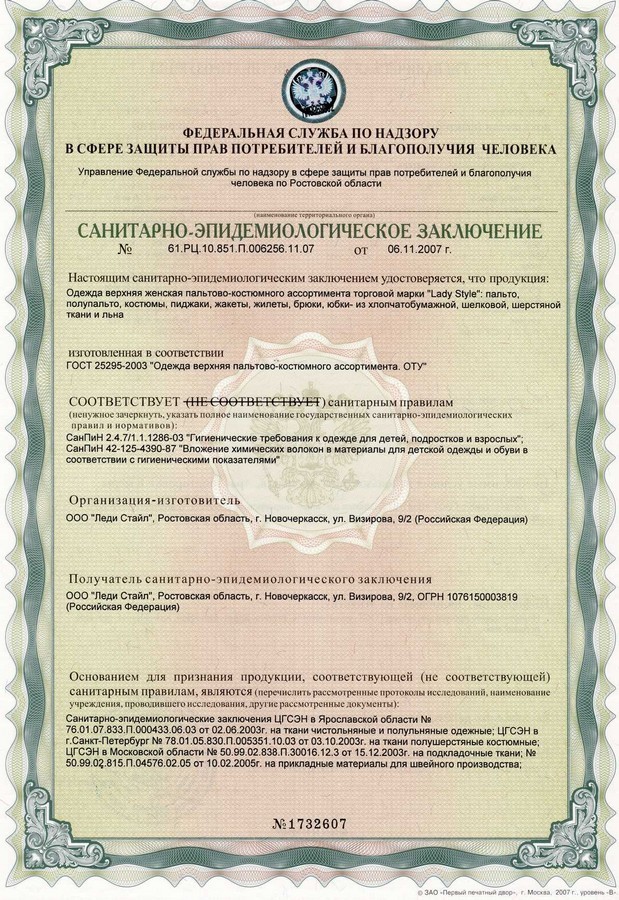 ФЕДЕРАЛЬНАЯ СЛУЖБА ПО НАДЗОРУ
В СФЕРЕ ЗАЩИТЫ ПРАВ ПОТРЕБИТЕЛЕЙ И БЛАГОПОЛУЧИЯ ЧЕЛОВЕКА
Управление Федеральной службы по надзору в сфере защиты прав потребителей и благополучия
человека по Ростовской области
(наименование территориального органа)
САНИТАРНО-ЭПИДЕМИОЛОГИЧЕСКОЕ ЗАКЛЮЧЕНИЕ
№ 61.РЦ.10.851.П.006256.11.07 от 06.11.2007 г.
Настоящим санитарно-эпидемиологическим заключением удостоверяется, что продукция:
Одежда верхняя женская пальтово-костюмного ассортимента торговой марки "Lady Style": пальто,
полупальто, костюмы, пиджаки, жакеты, жилеты, брюки, юбки- из хлопчатобумажной, шелковой, шерстяной
ткани и льна
изготовленная в соответствии
ГОСТ 25295-2003 "Одежда верхняя пальтово-костюмного ассортимента. ОТУ"
СООТВЕТСТВУЕТ (НЕ СООТВЕТСТВУЕТ) санитарным правилам
(ненужное зачеркнуть, указать полное наименование государственных санитарно-эпидемиологических
правил и нормативов):
СанПиН 2.4.7/1.1.1286-03 "Гигиенические требования к одежде для детей, подростков и взрослых";
СанПиН 42-125-4390-87 "Вложение химических волокон в материалы для детской одежды и обуви в
соответствии с гигиеническими показателями"
Организация-изготовитель
ООО "Леди Стайл", Ростовская область, г. Новочеркасск, ул. Визирова, 9/2 (Российская Федерация)
Получатель санитарно-эпидемиологического заключения
ООО "Леди Стайл", Ростовская область, г. Новочеркасск, ул. Визирова, 9/2, ОГРН 1076150003819
(Российская Федерация)
Основанием для признания продукции, соответствующей (не соответствующей)
санитарным правилам, являются (перечислить рассмотренные протоколы исследований, наименование
учреждения, проводившего исследования, другие рассмотренные документы):
Санитарно-эпидемиологические заключения ЦГСЭН в Ярославской области №
76.01.07.833.П.000433.06.03 от 02.06.2003г. на ткани чистольняные и полульняные одежные; ЦГСЭН в
г.Санкт-Петербург № 78.01.05.830.П.005351.10.03 от 03.10.2003г. на ткани полушерстяные костюмные;
ЦГСЭН в Московской области № 50.99.02.838.П.30016.12.3 от 15.12.2003г. на подкладочные ткани; №
50.99.02.815.П.04576.02.05 от 10.02.2005г. на прикладные материалы для швейного производства;
№1732607
© ЗАО «Первый печатный двор», г. Москва, 2007 г., уровень «В»